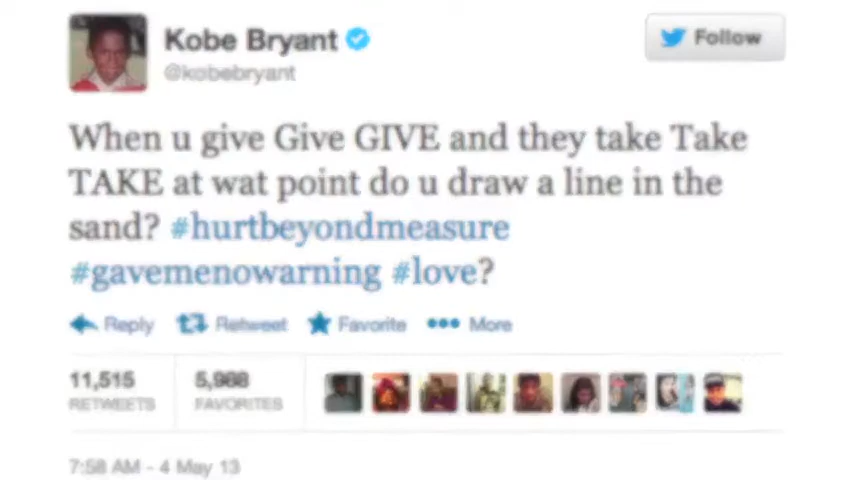 Kobe Bryant
Follow
@kobebryant
When u give Give GIVE and they take Take
TAKE at wat point do u draw a line in the
sand? #hurtbeyondmeasure
#gavemenowarning #love?
Reply Retweet Favorite More
11,515
RETWEETS
5,988
FAVORITES
7:58 AM - 4 May 13